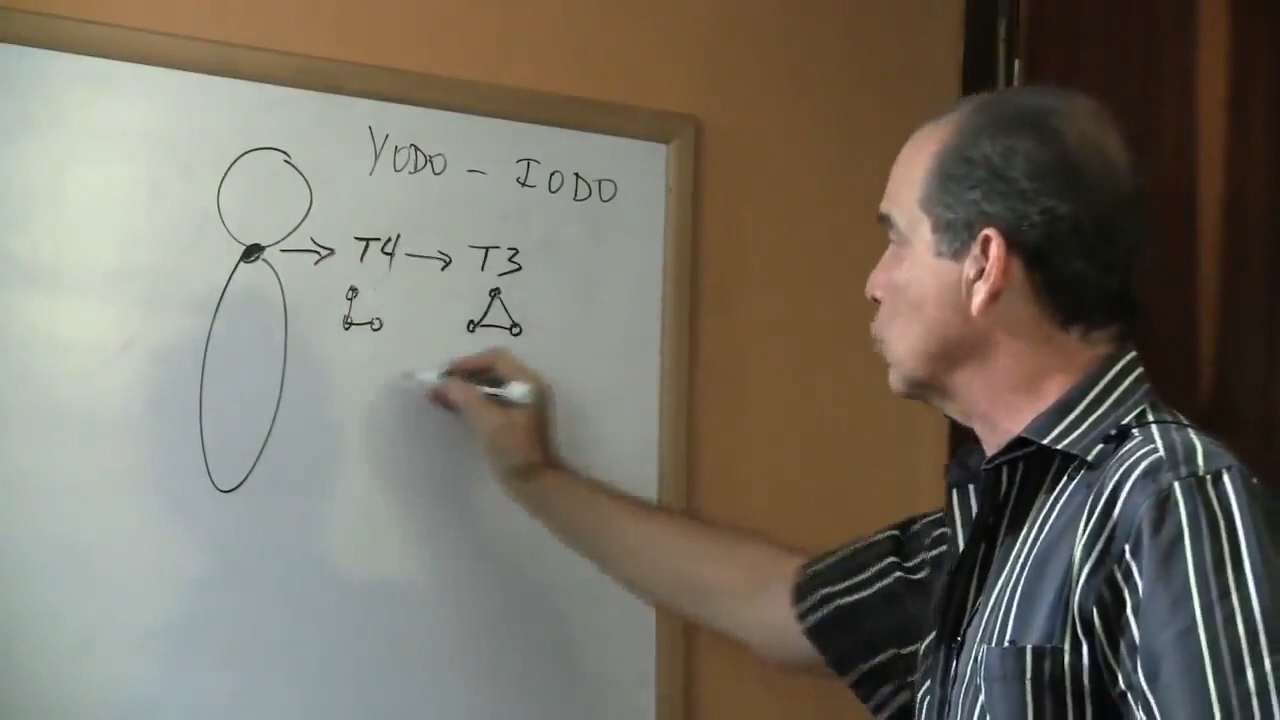 YODO - IODO
→ T4 → T3